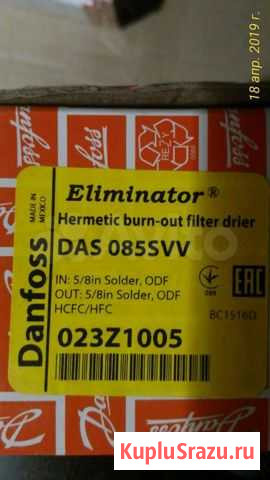 18 апр. 2019 г.
Danfoss
MADE IN
MEXICO
Eliminator®
Hermetic burn-out filter drier
DAS 085SVV
IN: 5/8in Solder, ODF
OUT: 5/8in Solder, ODF
HCFC/HFC
BC1516D
023Z1005
EAC
Danfoss
KupluSrazu.ru